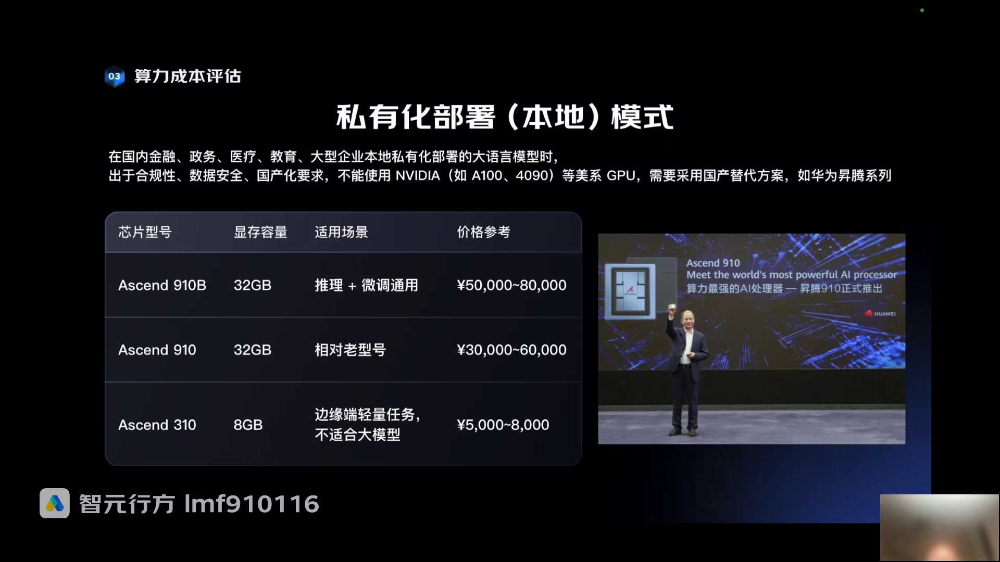 03 算力成本评估
私有化部署（本地）模式
在国内金融、政务、医疗、教育、大型企业本地私有化部署的大语言模型时，
出于合规性、数据安全、国产化要求，不能使用 NVIDIA（如 A100、4090）等美系 GPU，需要采用国产替代方案，如华为昇腾系列
芯片型号 显存容量 适用场景 价格参考
Ascend 910B 32GB 推理 + 微调通用 ¥50,000~80,000
Ascend 910 32GB 相对老型号 ¥30,000~60,000
Ascend 310 8GB 边缘端轻量任务，
不适合大模型 ¥5,000~8,000
Ascend 910
Meet the world's most powerful AI processor
算力最强的AI处理器 — 昇腾910正式推出
HUAWEI
智元行方 lmf910116